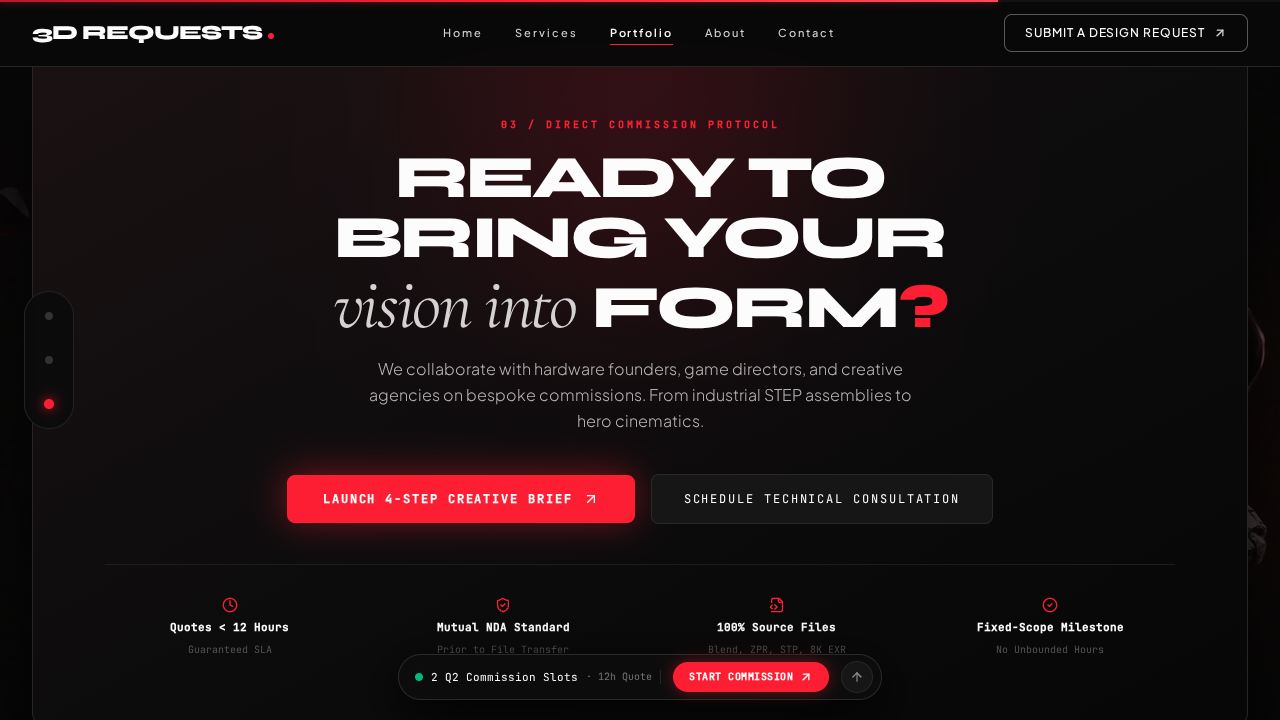 3D REQUESTS.
Home
Services
Portfolio
About
Contact
SUBMIT A DESIGN REQUEST
03 / DIRECT COMMISSION PROTOCOL
READY TO
BRING YOUR
vision into FORM?
We collaborate with hardware founders, game directors, and creative
agencies on bespoke commissions. From industrial STEP assemblies to
hero cinematics.
LAUNCH 4-STEP CREATIVE BRIEF
SCHEDULE TECHNICAL CONSULTATION
Quotes < 12 Hours
Guaranteed SLA
Mutual NDA Standard
Prior to File Transfer
100% Source Files
Blend, ZPR, STP, 8K EXR
Fixed-Scope Milestone
No Unbounded Hours
2 Q2 Commission Slots · 12h Quote
START COMMISSION